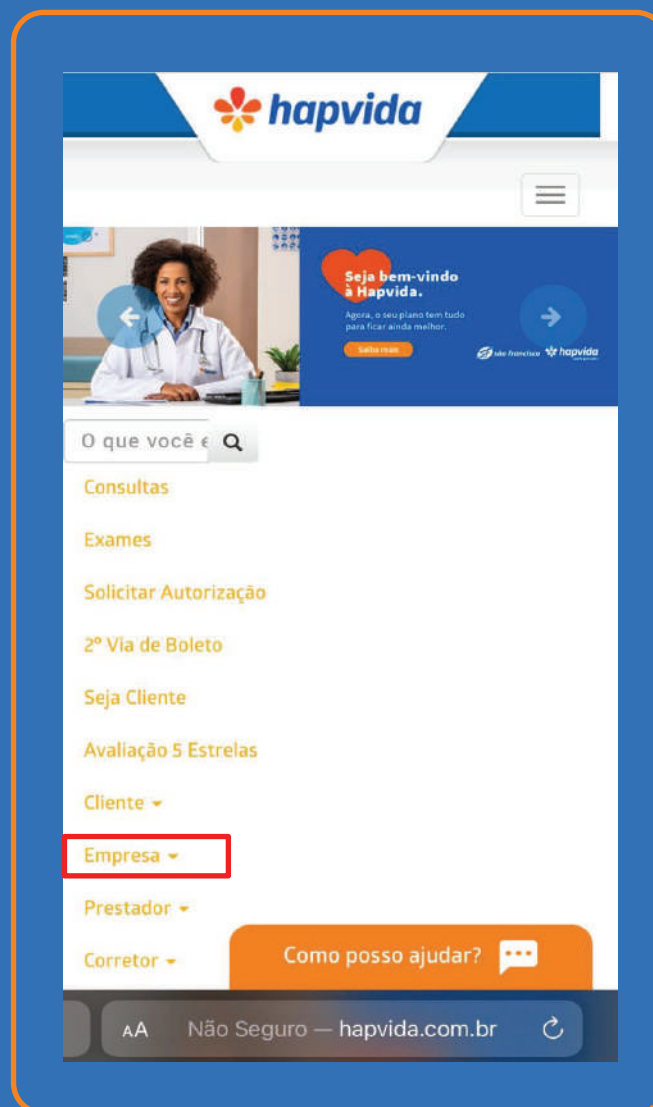 hapvida
Seja bem-vindo
à Hapvida.
Agora, o seu plano tem tudo
para ficar ainda melhor.
Saiba mais
são francisco hapvida
O que você e
Consultas
Exames
Solicitar Autorização
2º Via de Boleto
Seja Cliente
Avaliação 5 Estrelas
Cliente
Empresa
Prestador
Corretor
Como posso ajudar?
AA Não Seguro — hapvida.com.br